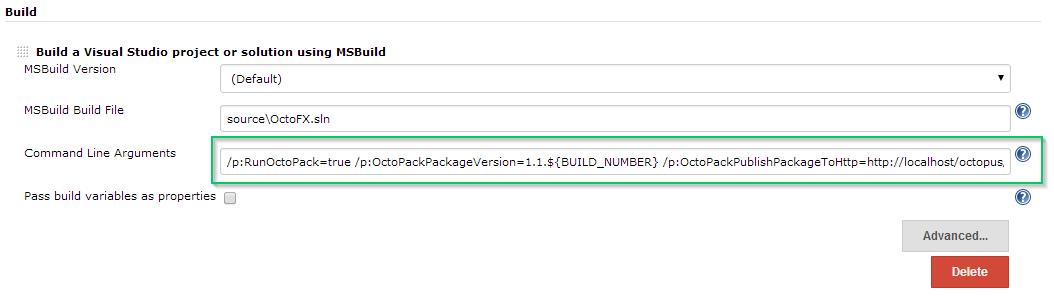 Build
Build a Visual Studio project or solution using MSBuild
MSBuild Version
(Default)
MSBuild Build File
source\OctoFX.sln
Command Line Arguments
/p:RunOctoPack=true /p:OctoPackPackageVersion=1.1.${BUILD_NUMBER} /p:OctoPackPublishPackageToHttp=http://localhost/octopus/
Pass build variables as properties
Advanced...
Delete